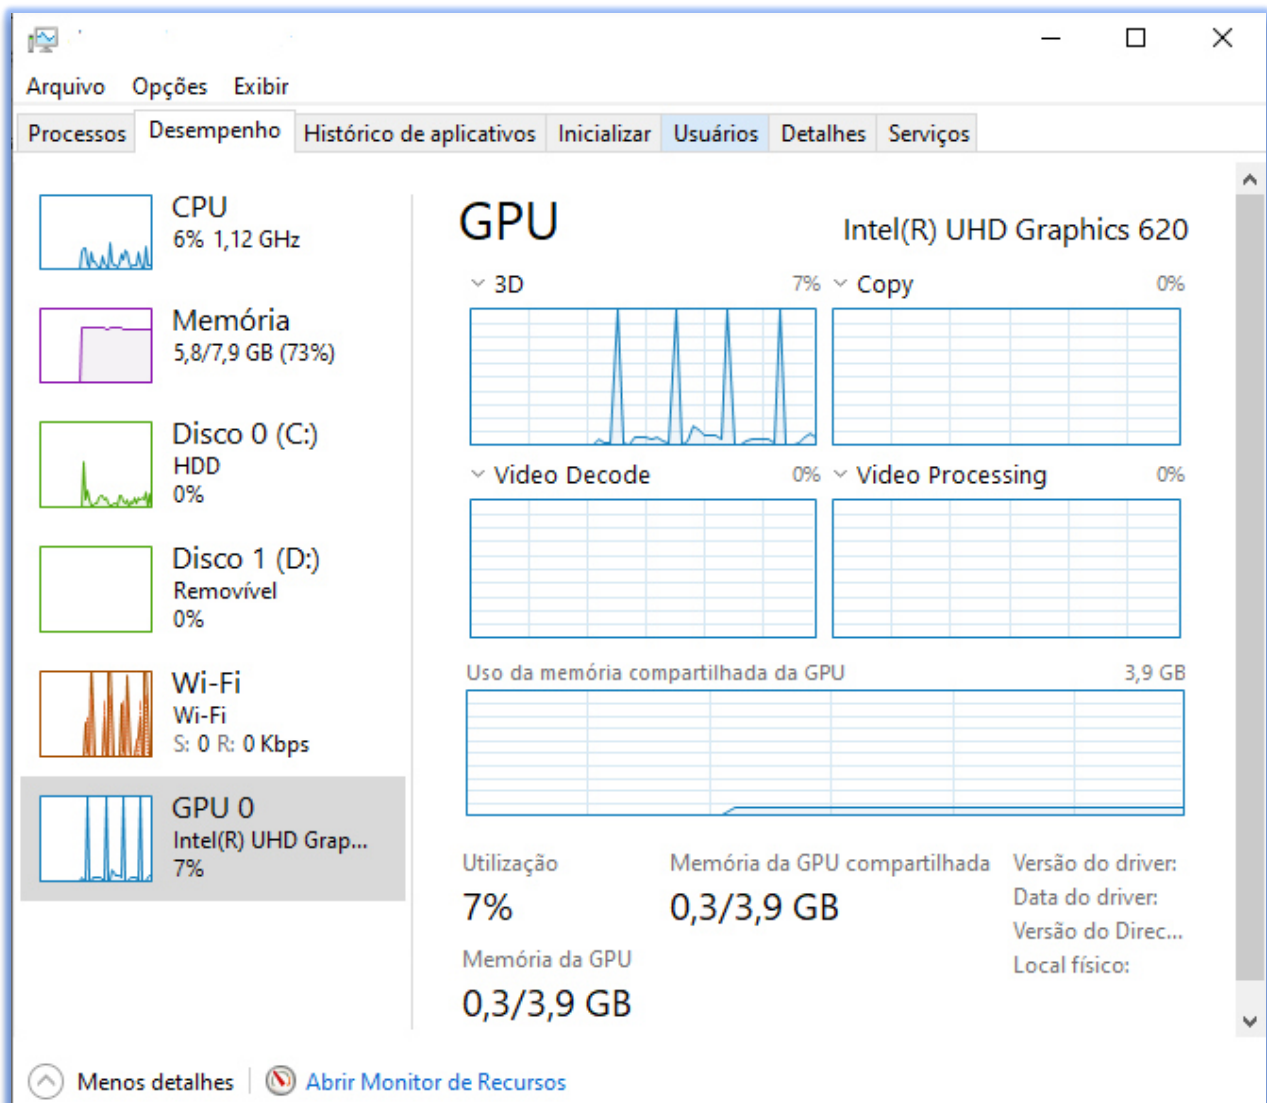 Arquivo Opções Exibir
Processos Desempenho Histórico de aplicativos Inicializar Usuários Detalhes Serviços
CPU
6% 1,12 GHz
Memória
5,8/7,9 GB (73%)
Disco 0 (C:)
HDD
0%
Disco 1 (D:)
Removível
0%
Wi-Fi
Wi-Fi
S: 0 R: 0 Kbps
GPU 0
Intel(R) UHD Grap...
7%
GPU Intel(R) UHD Graphics 620
3D 7% Copy 0%
Video Decode 0% Video Processing 0%
Uso da memória compartilhada da GPU 3,9 GB
Utilização
7%
Memória da GPU compartilhada
0,3/3,9 GB
Memória da GPU
0,3/3,9 GB
Versão do driver:
Data do driver:
Versão do Direc...
Local físico:
Menos detalhes Abrir Monitor de Recursos